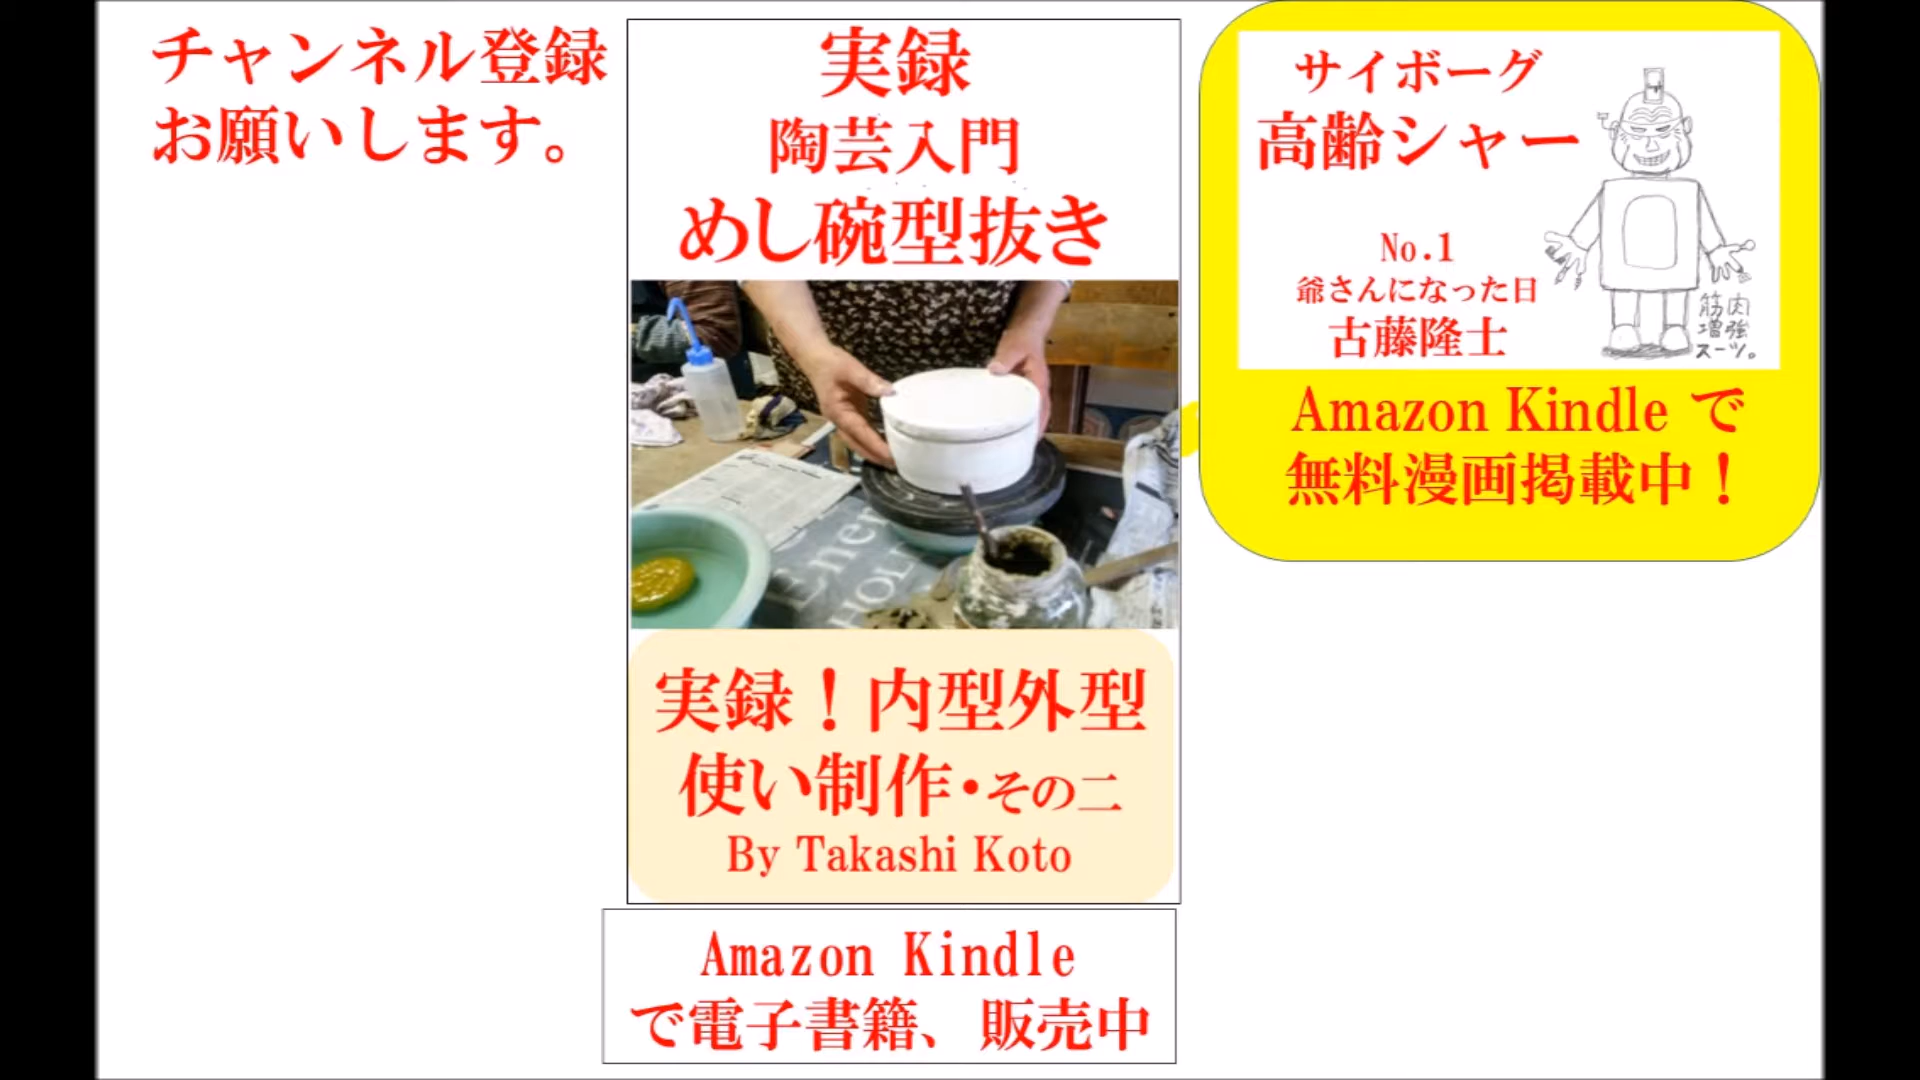 チャンネル登録
お願いします。
実録
陶芸入門
めし碗型抜き
Ener
HOL
実録！内型外型
使い制作・その二
By Takashi Koto
Amazon Kindle
で電子書籍、販売中
サイボーグ
高齢シャー
No.1
爺さんになった日
古藤隆士
筋肉
増強
スーツ。
Amazon Kindle で
無料漫画掲載中！